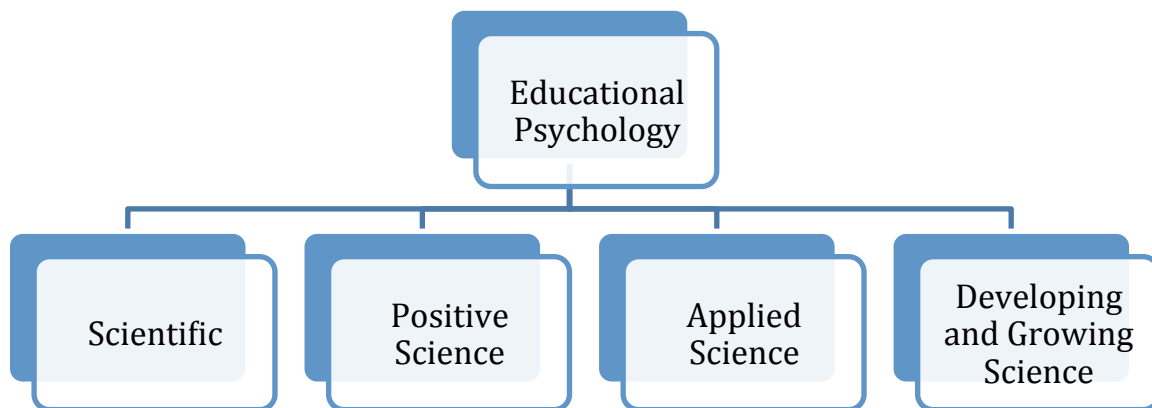 Educational
Psychology
Scientific
Positive
Science
Applied
Science
Developing
and Growing
Science